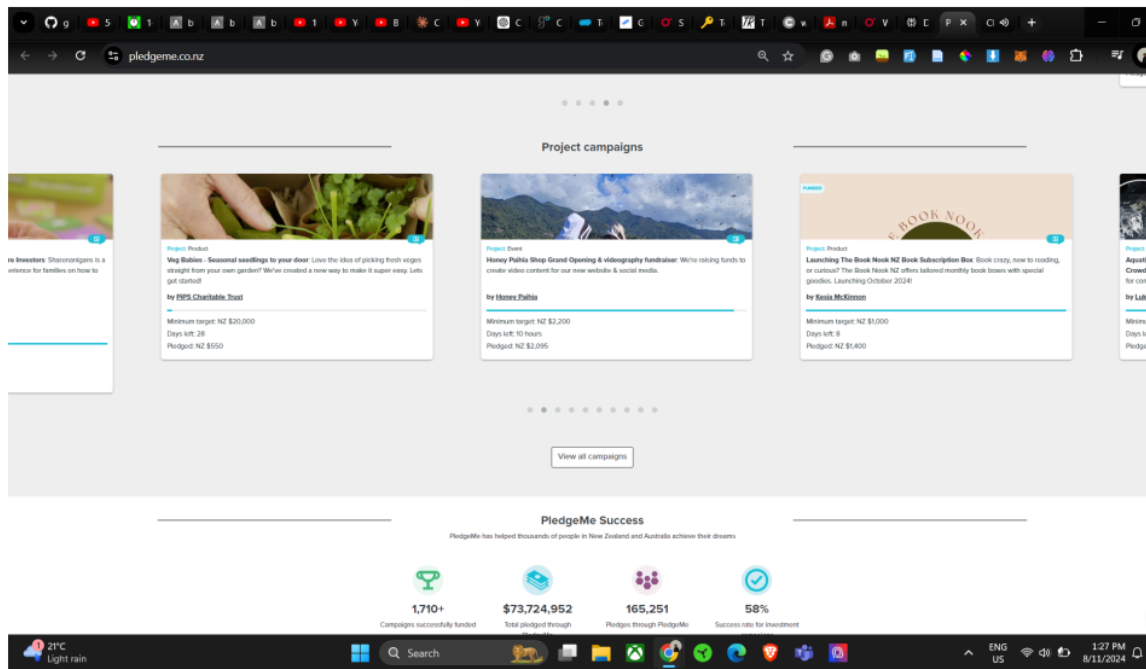 pledgeme.co.nz
Project campaigns
re Investors: Sharenanigans is a
erience for families on how to
Project: Product
Veg Babies - Seasonal seedlings to your door: Love the idea of picking fresh veges
straight from your own garden? We've created a new way to make it super easy. Lets
get started!
by PIPS Charitable Trust
Minimum target: NZ $20,000
Days left: 28
Pledged: NZ $550
Project: Event
Honey Paihia Shop Grand Opening & videography fundraiser: We're raising funds to
create video content for our new website & social media.
by Honey Paihia
Minimum target: NZ $2,200
Days left: 10 hours
Pledged: NZ $2,095
FUNDED
E BOOK NOOK
Project: Product
Launching The Book Nook NZ Book Subscription Box: Book crazy, new to reading,
or curious? The Book Nook NZ offers tailored monthly book boxes with special
goodies. Launching October 2024!
by Kesia McKinnon
Minimum target: NZ $1,000
Days left: 8
Pledged: NZ $1,400
Project:
Aquati
Crowd
for con
by Luk
Minimu
Days le
Pledge
View all campaigns
PledgeMe Success
PledgeMe has helped thousands of people in New Zealand and Australia achieve their dreams
1,710+
Campaigns successfully funded
$73,724,952
Total pledged through
165,251
Pledges through PledgeMe
58%
Success rate for investment
1
21°C
Light rain
Search
ENG
US
1:27 PM
8/11/2024